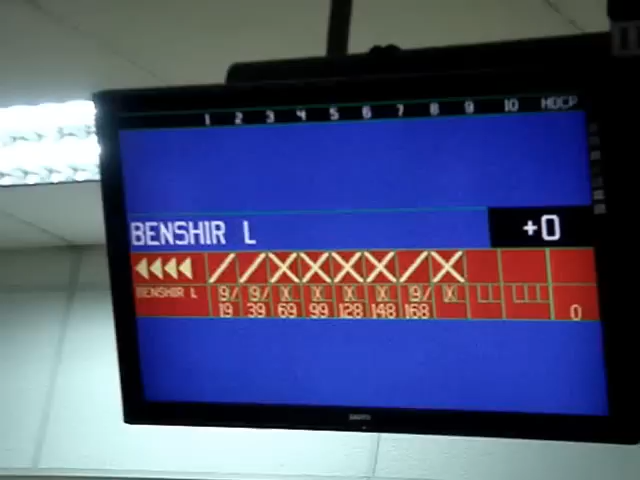 1 2 3 4 5 6 7 8 9 10 HDCP
BENSHIR L +0
BENSHIR L 9/ 9/ X X X X 9/ X
19 39 69 99 128 148 168 0